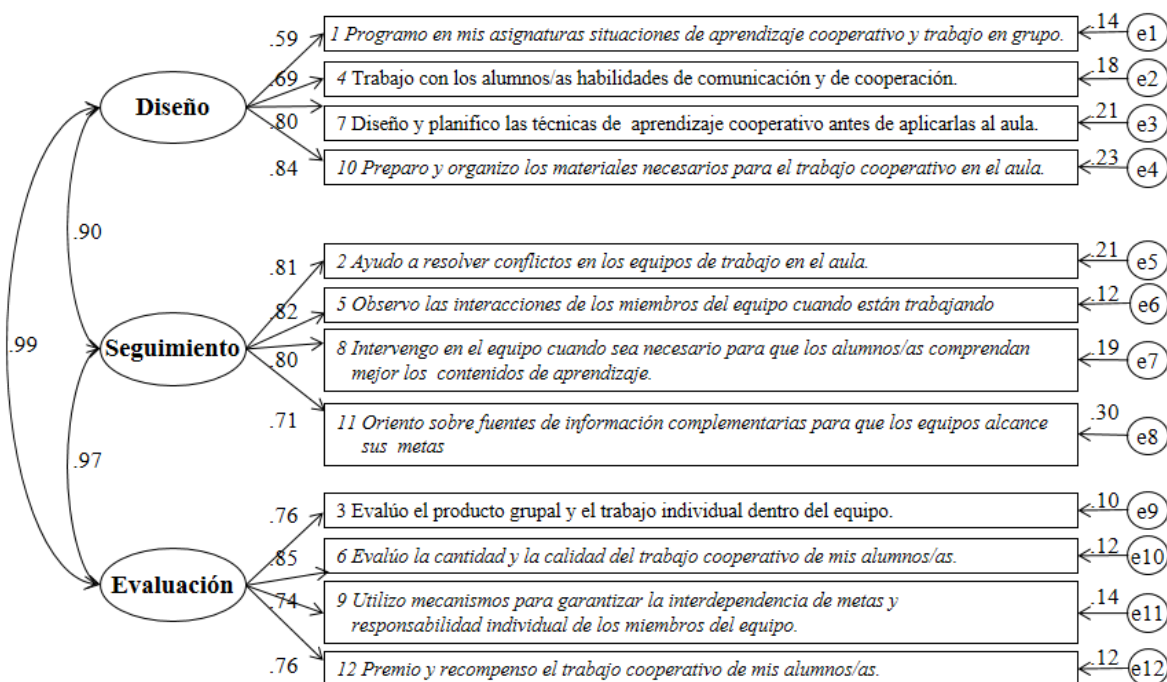 .59
1 Programo en mis asignaturas situaciones de aprendizaje cooperativo y trabajo en grupo.
.14
e1
.69
4 Trabajo con los alumnos/as habilidades de comunicación y de cooperación.
.18
e2
Diseño
.80
7 Diseño y planifico las técnicas de aprendizaje cooperativo antes de aplicarlas al aula.
.21
e3
.84
10 Preparo y organizo los materiales necesarios para el trabajo cooperativo en el aula.
.23
e4
.90
.81
2 Ayudo a resolver conflictos en los equipos de trabajo en el aula.
.21
e5
.82
5 Observo las interacciones de los miembros del equipo cuando están trabajando
.12
e6
.99
Seguimiento
.80
8 Intervengo en el equipo cuando sea necesario para que los alumnos/as comprendan
mejor los contenidos de aprendizaje.
.19
e7
.71
11 Oriento sobre fuentes de información complementarias para que los equipos alcance
sus metas
.30
e8
.97
.76
3 Evalúo el producto grupal y el trabajo individual dentro del equipo.
.10
e9
.85
6 Evalúo la cantidad y la calidad del trabajo cooperativo de mis alumnos/as.
.12
e10
Evaluación
.74
9 Utilizo mecanismos para garantizar la interdependencia de metas y
responsabilidad individual de los miembros del equipo.
.14
e11
.76
12 Premio y recompenso el trabajo cooperativo de mis alumnos/as.
.12
e12